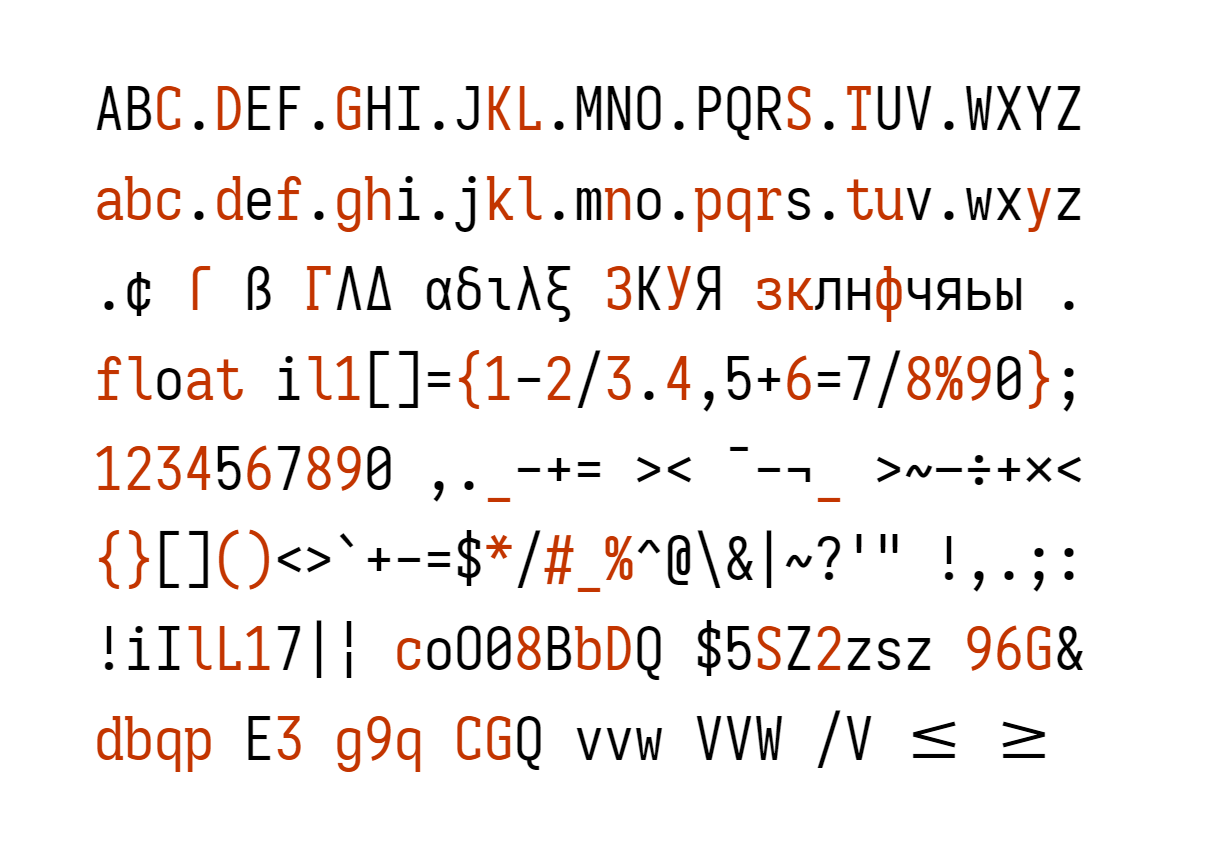 ABC.DEF.GHI.JKL.MNO.PQRS.TUV.WXYZ
abc.def.ghi.jkl.mno.pqrs.tuv.wxyz
.¢ ſ ß ΓΛΔ αδιλξ ЗКУЯ зклнфчяьы .
float il1[]={1-2/3.4,5+6=7/8%90};
1234567890 ,._-+= >< ¯-¬_ >~–÷+×<
{}[]()<>`+-=$*/#_%^@\&|~?'" !,.;:
!iIlL17|¦ coO08BbDQ $5SZ2zsz 96G&
dbqp E3 g9q CGQ vvw VVW /V ≤ ≥